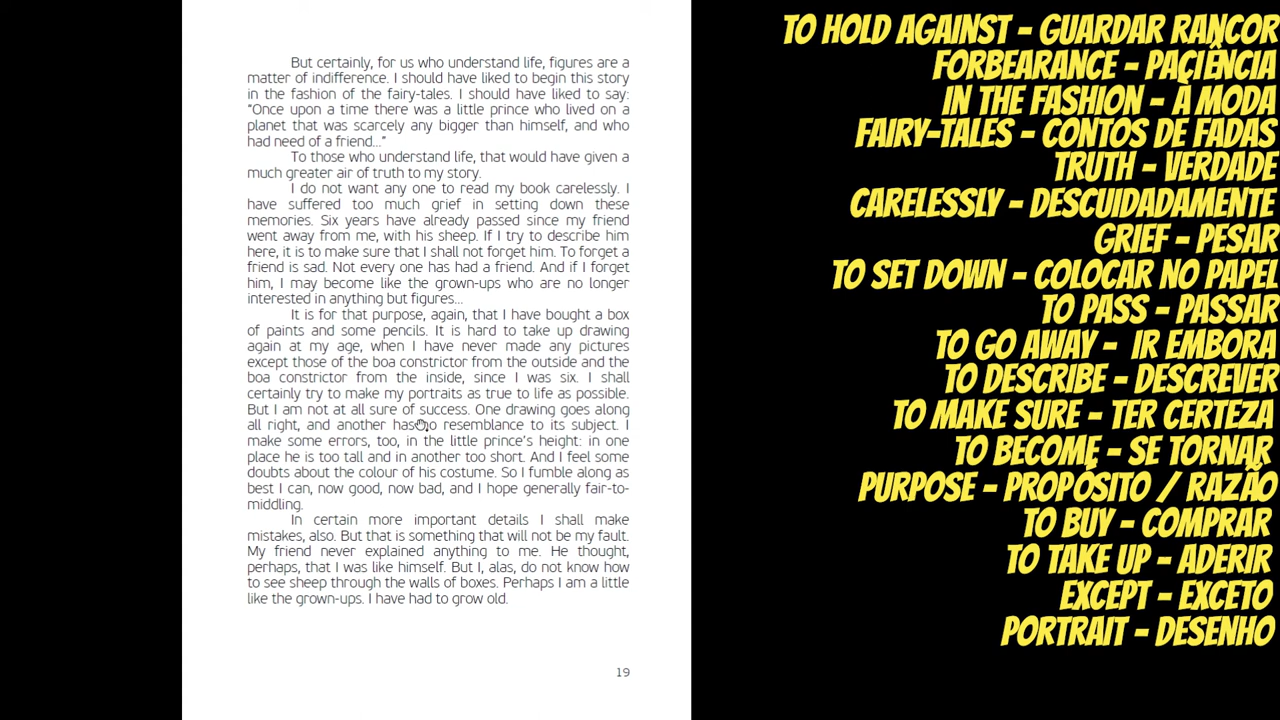 But certainly, for us who understand life, figures are a
matter of indifference. I should have liked to begin this story
in the fashion of the fairy-tales. I should have liked to say:
“Once upon a time there was a little prince who lived on a
planet that was scarcely any bigger than himself, and who
had need of a friend...”
To those who understand life, that would have given a
much greater air of truth to my story.
I do not want any one to read my book carelessly. I
have suffered too much grief in setting down these
memories. Six years have already passed since my friend
went away from me, with his sheep. If I try to describe him
here, it is to make sure that I shall not forget him. To forget a
friend is sad. Not every one has had a friend. And if I forget
him, I may become like the grown-ups who are no longer
interested in anything but figures...
It is for that purpose, again, that I have bought a box
of paints and some pencils. It is hard to take up drawing
again at my age, when I have never made any pictures
except those of the boa constrictor from the outside and the
boa constrictor from the inside, since I was six. I shall
certainly try to make my portraits as true to life as possible.
But I am not at all sure of success. One drawing goes along
all right, and another has no resemblance to its subject. I
make some errors, too, in the little prince’s height: in one
place he is too tall and in another too short. And I feel some
doubts about the colour of his costume. So I fumble along as
best I can, now good, now bad, and I hope generally fair-to-
middling.
In certain more important details I shall make
mistakes, also. But that is something that will not be my fault.
My friend never explained anything to me. He thought,
perhaps, that I was like himself. But I, alas, do not know how
to see sheep through the walls of boxes. Perhaps I am a little
like the grown-ups. I have had to grow old.
19
TO HOLD AGAINST - GUARDAR RANCOR
FORBEARANCE - PACIÊNCIA
IN THE FASHION - À MODA
FAIRY-TALES - CONTOS DE FADAS
TRUTH - VERDADE
CARELESSLY - DESCUIDADAMENTE
GRIEF - PESAR
TO SET DOWN - COLOCAR NO PAPEL
TO PASS - PASSAR
TO GO AWAY - IR EMBORA
TO DESCRIBE - DESCREVER
TO MAKE SURE - TER CERTEZA
TO BECOME - SE TORNAR
PURPOSE - PROPÓSITO / RAZÃO
TO BUY - COMPRAR
TO TAKE UP - ADERIR
EXCEPT - EXCETO
PORTRAIT - DESENHO